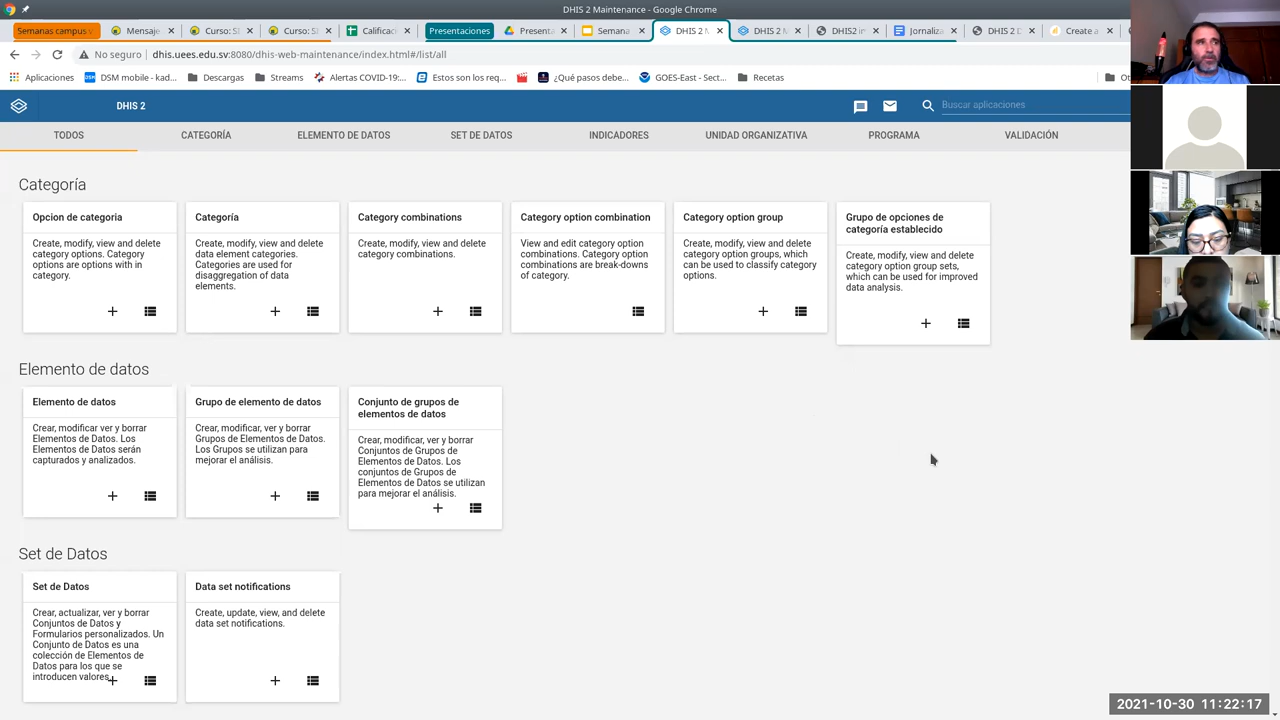 DHIS 2 Maintenance - Google Chrome
Semanas campus v
Mensaje
Curso: SI
Curso: SI
Calificac
Presentaciones
Present
Semana
DHIS 2 M
DHIS 2 M
DHIS2 in
Jornaliz
DHIS 2 D
Create a
No seguro
dhis.uees.edu.sv:8080/dhis-web-maintenance/index.html#/list/all
Aplicaciones
DSM mobile - kad...
Descargas
Streams
Alertas COVID-19:...
Estos son los req...
¿Qué pasos debe...
GOES-East - Sect...
Recetas
DHIS 2
Buscar aplicaciones
TODOS
CATEGORÍA
ELEMENTO DE DATOS
SET DE DATOS
INDICADORES
UNIDAD ORGANIZATIVA
PROGRAMA
VALIDACIÓN
Categoría
Opcion de categoria
Create, modify, view and delete
category options. Category
options are options with in
category.
Categoría
Create, modify, view and delete
data element categories.
Categories are used for
disaggregation of data
elements.
Category combinations
Create, modify, view and delete
category combinations.
Category option combination
View and edit category option
combinations. Category option
combinations are break-downs
of category.
Category option group
Create, modify, view and delete
category option groups, which
can be used to classify category
options.
Grupo de opciones de
categoría establecido
Create, modify, view and delete
category option group sets,
which can be used for improved
data analysis.
Elemento de datos
Elemento de datos
Crear, modificar ver y borrar
Elementos de Datos. Los
Elementos de Datos serán
capturados y analizados.
Grupo de elemento de datos
Crear, modificar, ver y borrar
Grupos de Elementos de Datos.
Los Grupos se utilizan para
mejorar el análisis.
Conjunto de grupos de
elementos de datos
Crear, modificar, ver y borrar
Conjuntos de Grupos de
Elementos de Datos. Los
conjuntos de Grupos de
Elementos de Datos se utilizan
para mejorar el análisis.
Set de Datos
Set de Datos
Crear, actualizar, ver y borrar
Conjuntos de Datos y
Formularios personalizados. Un
Conjunto de Datos es una
colección de Elementos de
Datos para los que se
introducen valores.
Data set notifications
Create, update, view, and delete
data set notifications.
2021-10-30 11:22:17